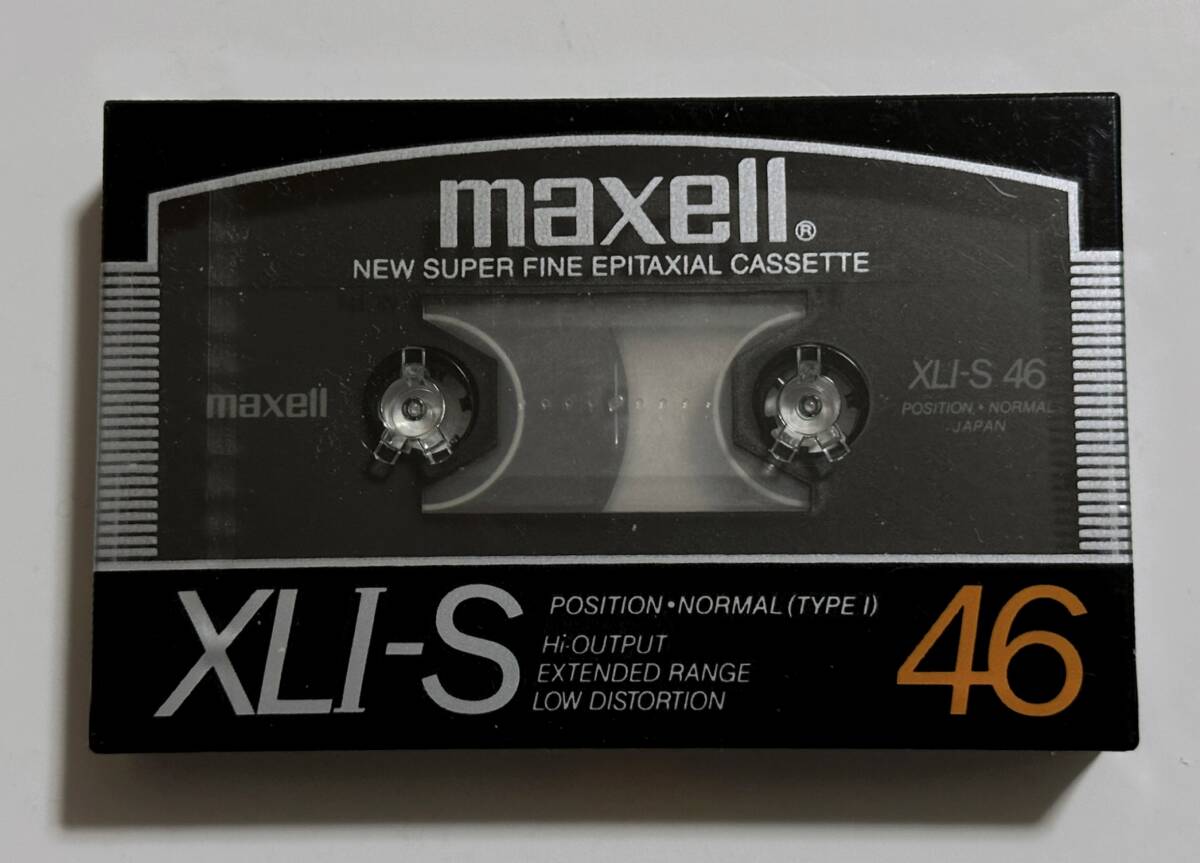 maxell®
NEW SUPER FINE EPITAXIAL CASSETTE
maxell
XLI-S 46
POSITION • NORMAL
JAPAN
XLI-S
POSITION • NORMAL (TYPE I)
Hi-OUTPUT
EXTENDED RANGE
LOW DISTORTION
46